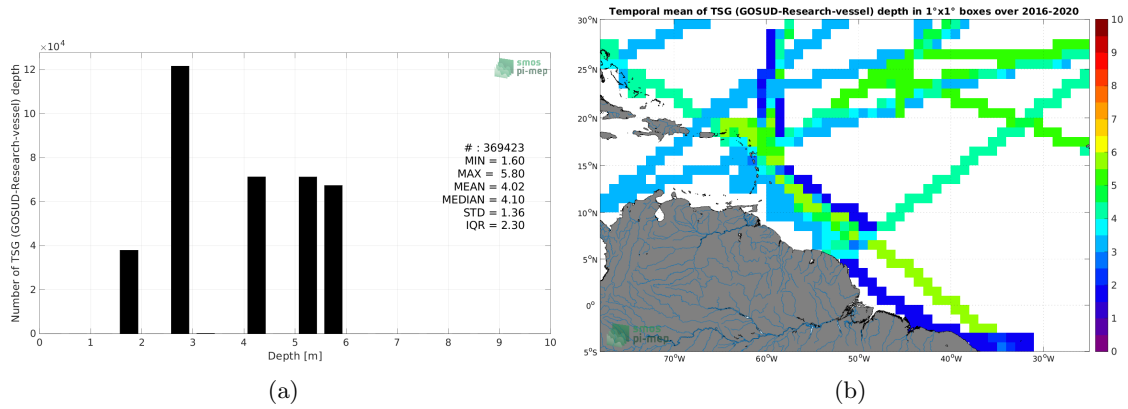 ×10⁴
12
10
8
6
4
2
0
Number of TSG (GOSUD-Research-vessel) depth
smos
pi-mep
# : 369423
MIN = 1.60
MAX = 5.80
MEAN = 4.02
MEDIAN = 4.10
STD = 1.36
IQR = 2.30
0 1 2 3 4 5 6 7 8 9 10
Depth [m]
(a)
Temporal mean of TSG (GOSUD-Research-vessel) depth in 1°x1° boxes over 2016-2020
30°N
25°N
20°N
15°N
10°N
5°N
0°
5°S
70°W 60°W 50°W 40°W 30°W
smos
pi-mep
10
9
8
7
6
5
4
3
2
1
0
(b)